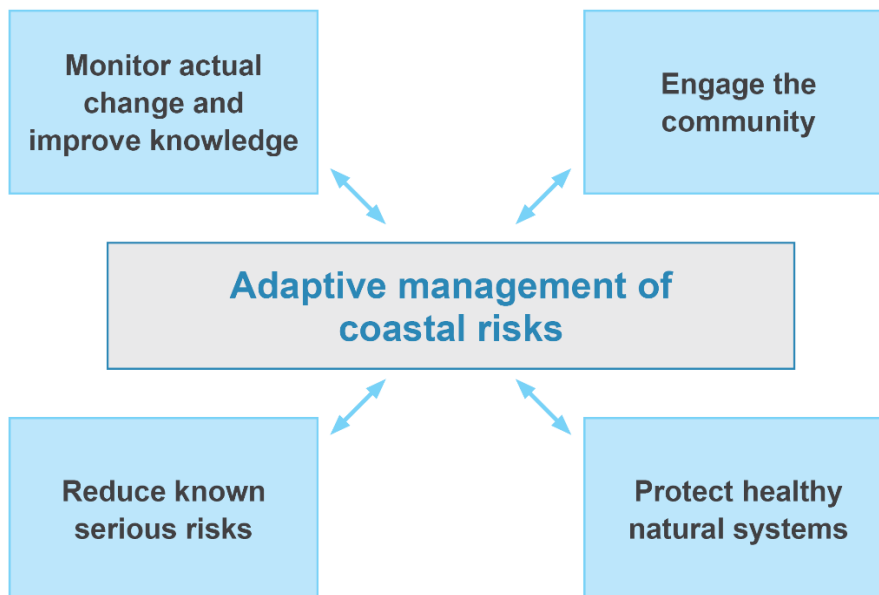 Monitor actual
change and
improve knowledge
Engage the
community
Adaptive management of
coastal risks
Reduce known
serious risks
Protect healthy
natural systems